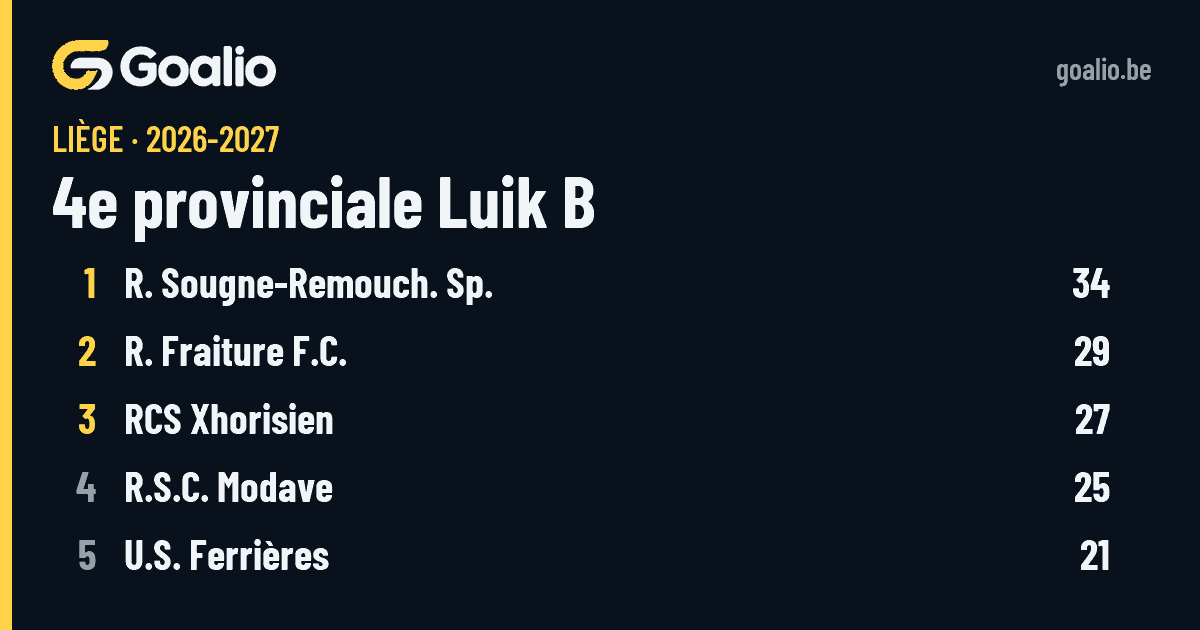 Goalio
goalio.be
LIÈGE · 2026-2027
4e provinciale Luik B
1 R. Sougne-Remouch. Sp. 34
2 R. Fraiture F.C. 29
3 RCS Xhorisien 27
4 R.S.C. Modave 25
5 U.S. Ferrières 21